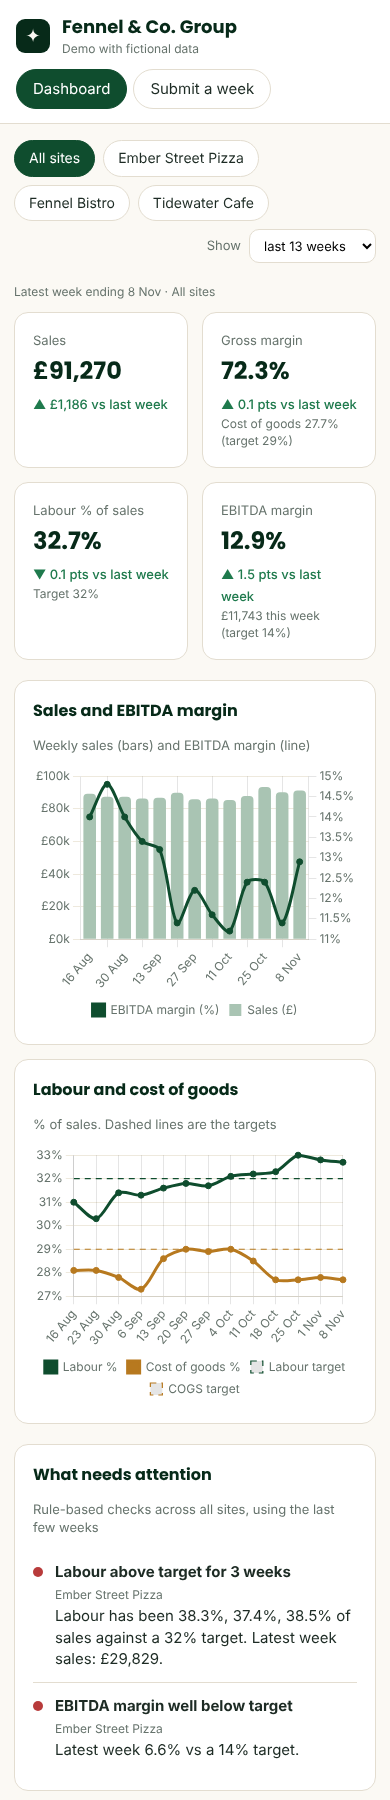 Fennel & Co. Group
Demo with fictional data
Dashboard
Submit a week
All sites
Ember Street Pizza
Fennel Bistro
Tidewater Cafe
Show
last 13 weeks
Latest week ending 8 Nov · All sites
Sales
£91,270
▲ £1,186 vs last week
Gross margin
72.3%
▲ 0.1 pts vs last week
Cost of goods 27.7%
(target 29%)
Labour % of sales
32.7%
▼ 0.1 pts vs last week
Target 32%
EBITDA margin
12.9%
▲ 1.5 pts vs last
week
£11,743 this week
(target 14%)
Sales and EBITDA margin
Weekly sales (bars) and EBITDA margin (line)
£100k
£80k
£60k
£40k
£20k
£0k
15%
14.5%
14%
13.5%
13%
12.5%
12%
11.5%
11%
16 Aug
30 Aug
13 Sep
27 Sep
11 Oct
25 Oct
8 Nov
EBITDA margin (%)
Sales (£)
Labour and cost of goods
% of sales. Dashed lines are the targets
33%
32%
31%
30%
29%
28%
27%
16 Aug
23 Aug
30 Aug
6 Sep
13 Sep
20 Sep
27 Sep
4 Oct
11 Oct
18 Oct
25 Oct
1 Nov
8 Nov
Labour %
Cost of goods %
Labour target
COGS target
What needs attention
Rule-based checks across all sites, using the last
few weeks
Labour above target for 3 weeks
Ember Street Pizza
Labour has been 38.3%, 37.4%, 38.5% of
sales against a 32% target. Latest week
sales: £29,829.
EBITDA margin well below target
Ember Street Pizza
Latest week 6.6% vs a 14% target.